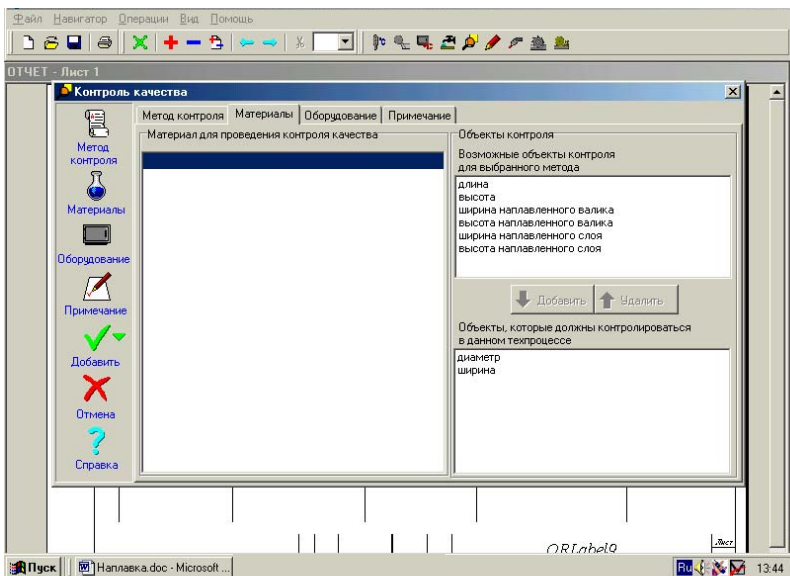 Файл Навигатор Операции Вид Помощь
ОТЧЕТ - Лист 1
Контроль качества
Метод контроля Материалы Оборудование Примечание
Метод контроля
Материалы
Оборудование
Примечание
Добавить
Отмена
Справка
Материал для проведения контроля качества
Объекты контроля
Возможные объекты контроля
для выбранного метода
длина
высота
ширина наплавленного валика
высота наплавленного валика
ширина наплавленного слоя
высота наплавленного слоя
Добавить Удалить
Объекты, которые должны контролироваться
в данном техпроцессе
диаметр
ширина
QRLabel9
Лист
Пуск Наплавка.doc - Microsoft ... Ru 13:44